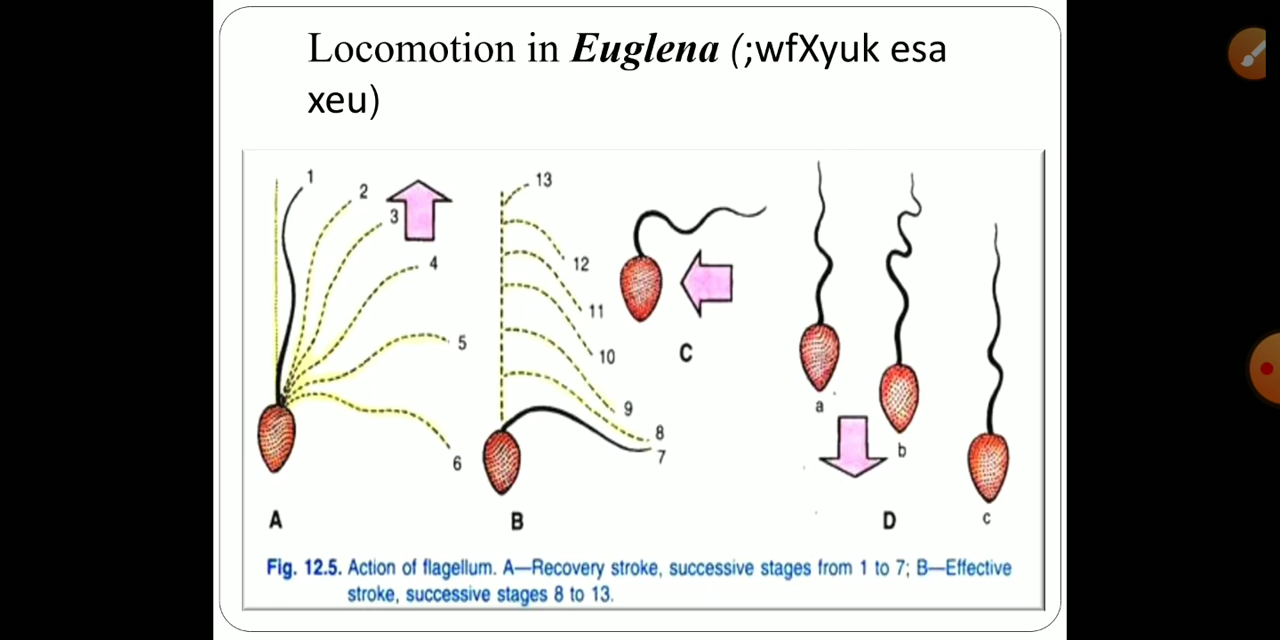 Locomotion in Euglena (;wfXyuk esa
xeu)
1
2
3
4
5
6
A
13
12
11
10
9
8
7
B
C
a
b
c
D
Fig. 12.5. Action of flagellum. A—Recovery stroke, successive stages from 1 to 7; B—Effective
stroke, successive stages 8 to 13.